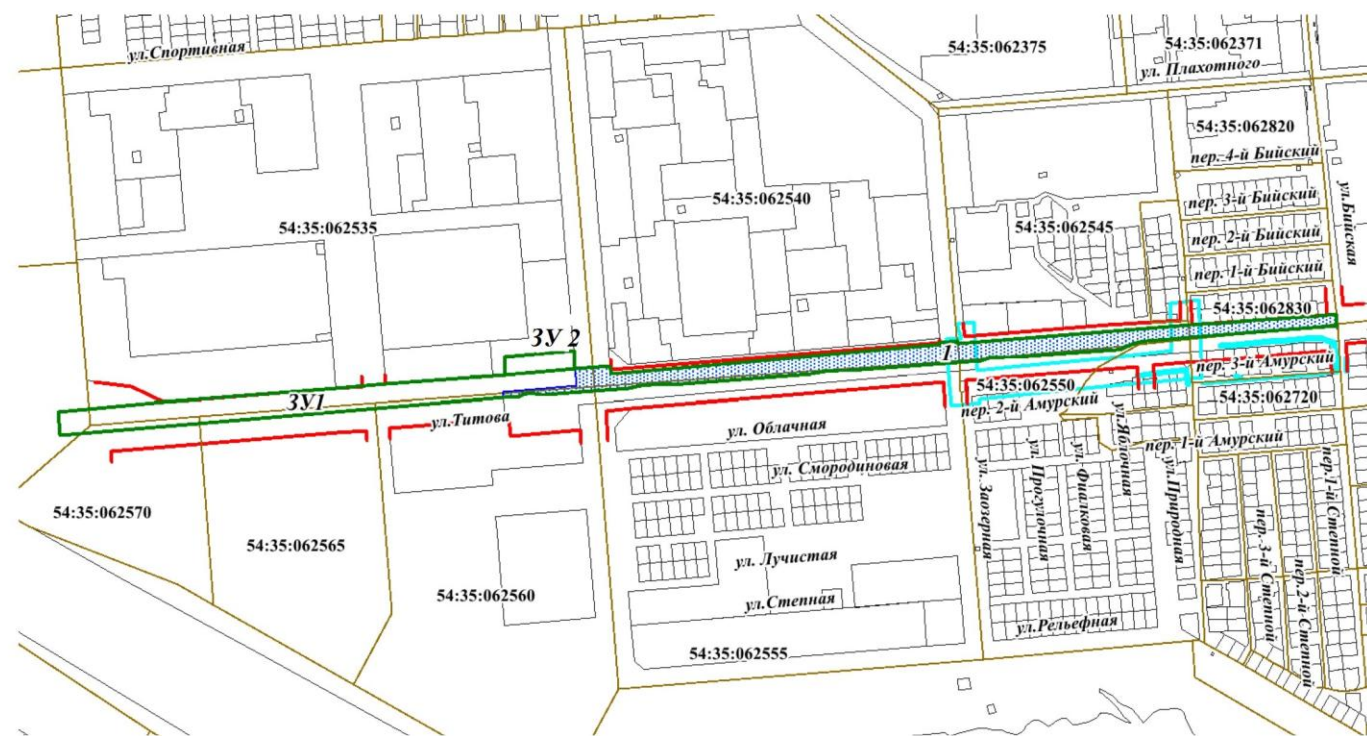 ул.Спортивная
54:35:062375
54:35:062371
ул. Плахотного
54:35:062820
пер. 4-й Бийский
пер. 3-й Бийский
ул.Бийская
54:35:062540
54:35:062535
54:35:062545
пер. 2-й Бийский
пер. 1-й Бийский
54:35:062830
ЗУ 2
1
пер. 3-й Амурский
54:35:062550
54:35:062720
ЗУ1
ул.Титова
пер. 2-й Амурский
ул. Облачная
пер. 1-й Амурский
ул. Смородиновая
ул. Заозерная
ул. Прогулочная
ул. Фиалковая
ул.Яблочная
ул.Природная
пер.1-й Степной
пер. 3-й Степной
пер. 2-й Степной
54:35:062570
54:35:062565
ул. Лучистая
54:35:062560
ул.Степная
ул.Рельефная
54:35:062555